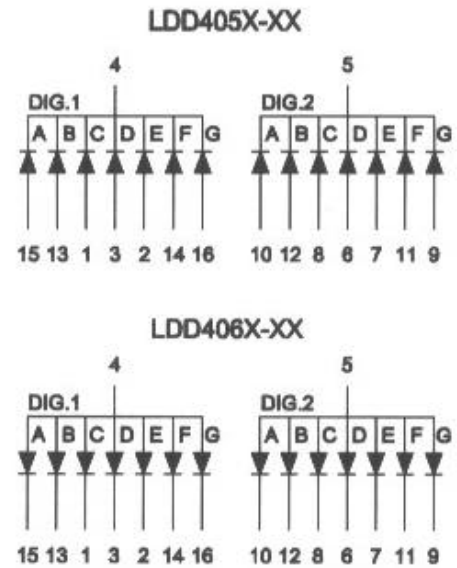 LDD405X-XX
4 5
DIG.1 DIG.2
A B C D E F G A B C D E F G
15 13 1 3 2 14 16 10 12 8 6 7 11 9
LDD406X-XX
4 5
DIG.1 DIG.2
A B C D E F G A B C D E F G
15 13 1 3 2 14 16 10 12 8 6 7 11 9